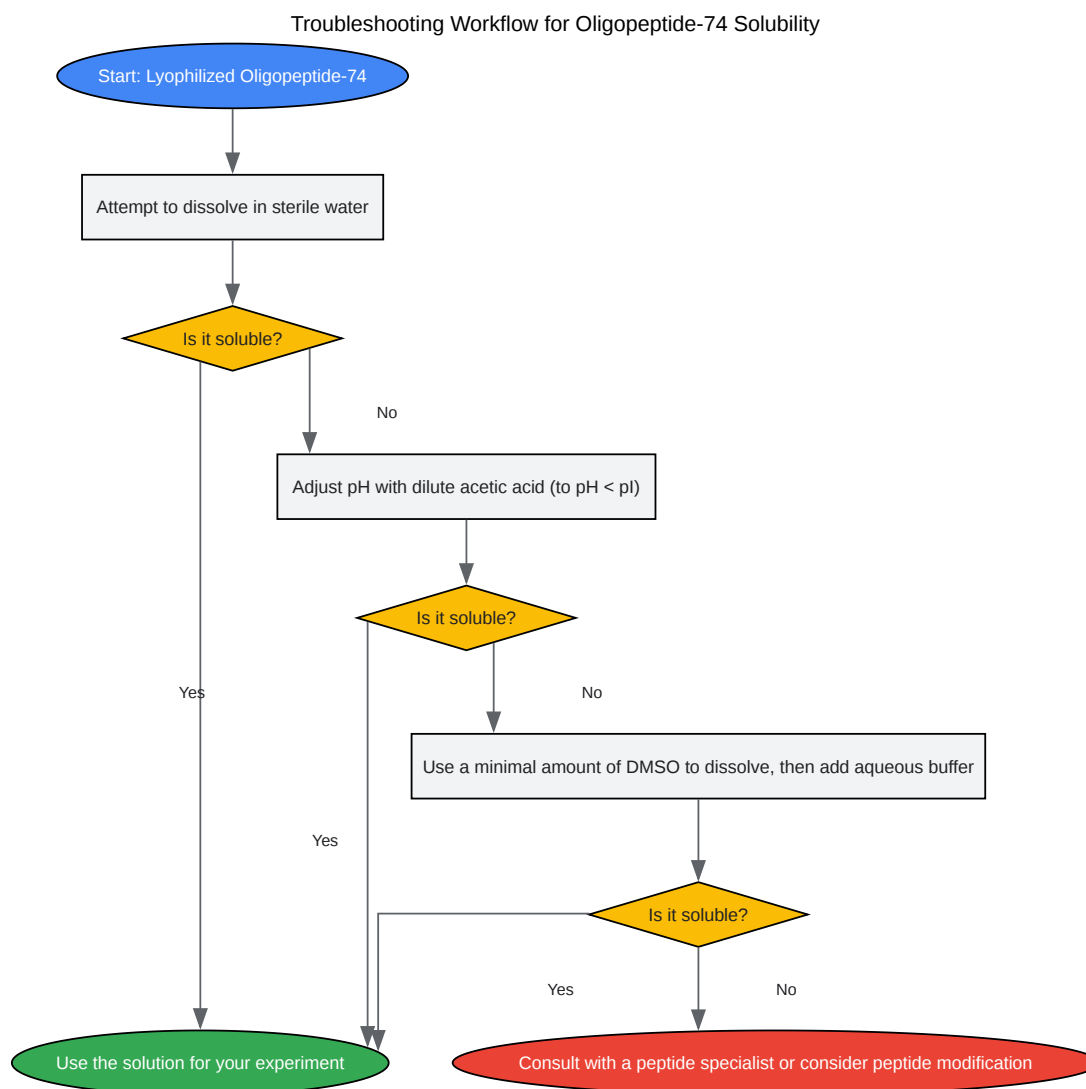 Troubleshooting Workflow for Oligopeptide-74 Solubility
Start: Lyophilized Oligopeptide-74
Attempt to dissolve in sterile water
Is it soluble?
No
Adjust pH with dilute acetic acid (to pH < pI)
Is it soluble?
Yes
No
Use a minimal amount of DMSO to dissolve, then add aqueous buffer
Yes
Is it soluble?
Yes
No
Use the solution for your experiment
Consult with a peptide specialist or consider peptide modification